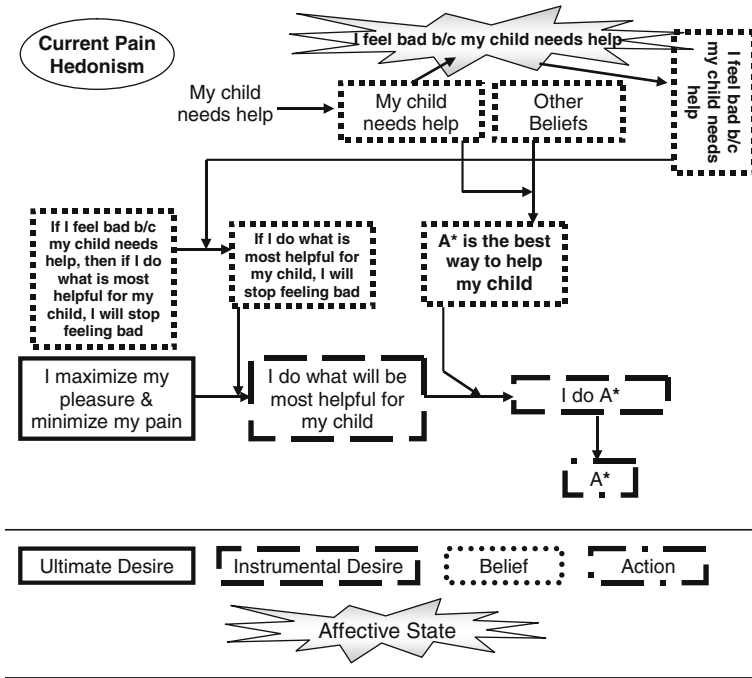 Current Pain
Hedonism
I feel bad b/c my child needs help
My child
needs help
My child
needs help
Other
Beliefs
I feel bad b/c
my child needs
help
If I feel bad b/c
my child needs
help, then if I do
what is most
helpful for my
child, I will stop
feeling bad
If I do what is
most helpful for
my child, I will
stop feeling bad
A* is the best
way to help
my child
I maximize my
pleasure &
minimize my pain
I do what will be
most helpful for
my child
I do A*
A*
Ultimate Desire
Instrumental Desire
Belief
Action
Affective State